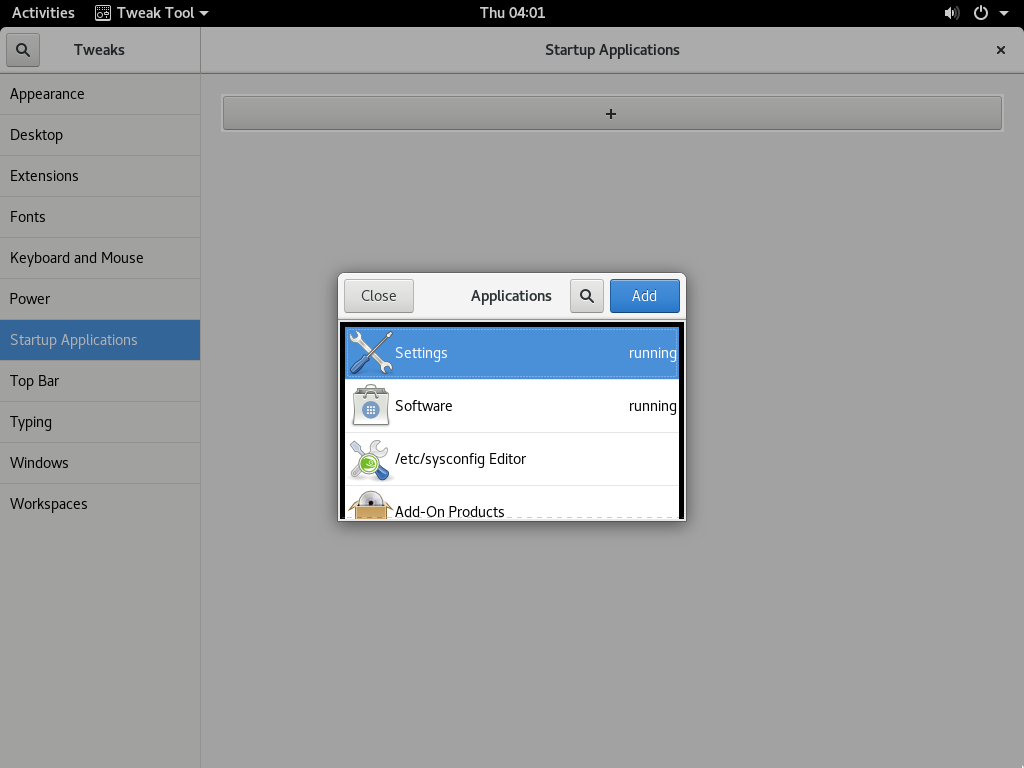 Activities Tweak Tool Thu 04:01
Tweaks Startup Applications
Appearance
Desktop
Extensions
Fonts
Keyboard and Mouse
Power
Startup Applications
Top Bar
Typing
Windows
Workspaces
+
Close Applications Add
Settings running
Software running
/etc/sysconfig Editor
Add-On Products